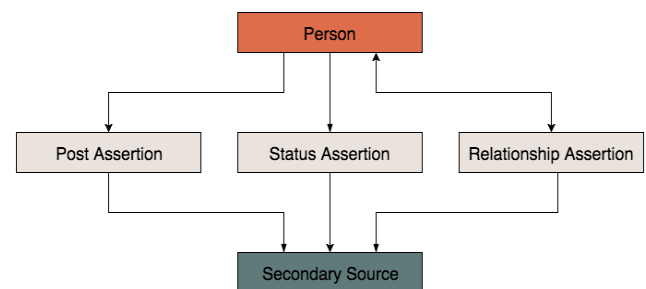 Person
Post Assertion
Status Assertion
Relationship Assertion
Secondary Source